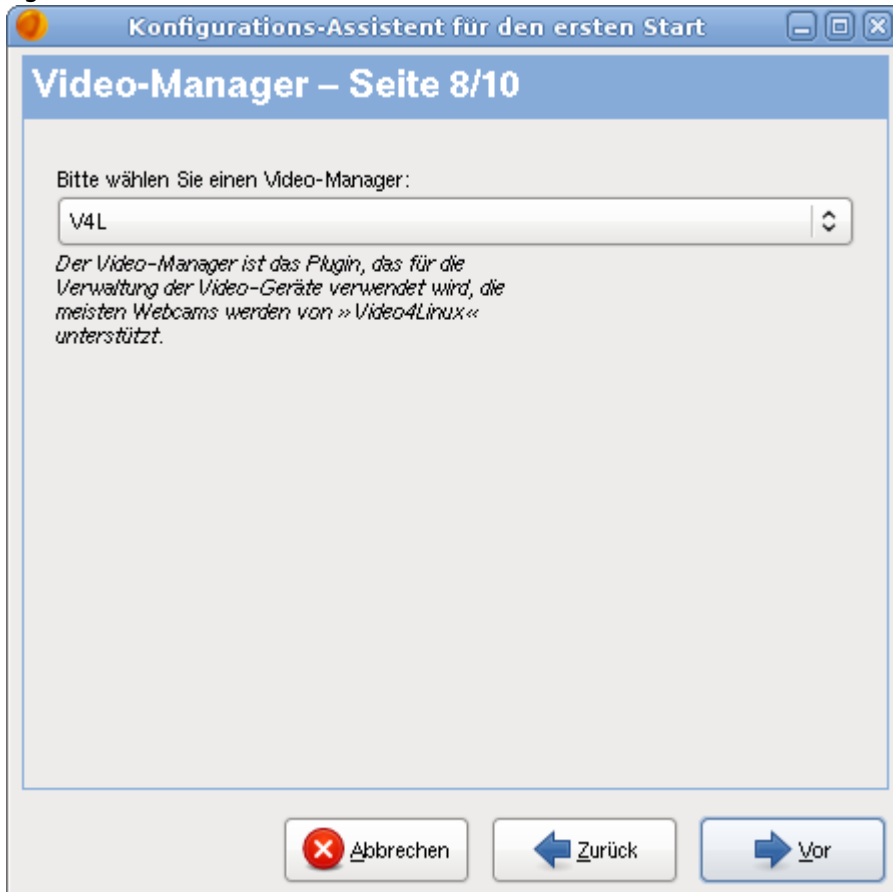 Konfigurations-Assistent für den ersten Start
Video-Manager – Seite 8/10
Bitte wählen Sie einen Video-Manager:
V4L
Der Video-Manager ist das Plugin, das für die
Verwaltung der Video-Geräte verwendet wird, die
meisten Webcams werden von »Video4Linux«
unterstützt.
Abbrechen
Zurück
Vor